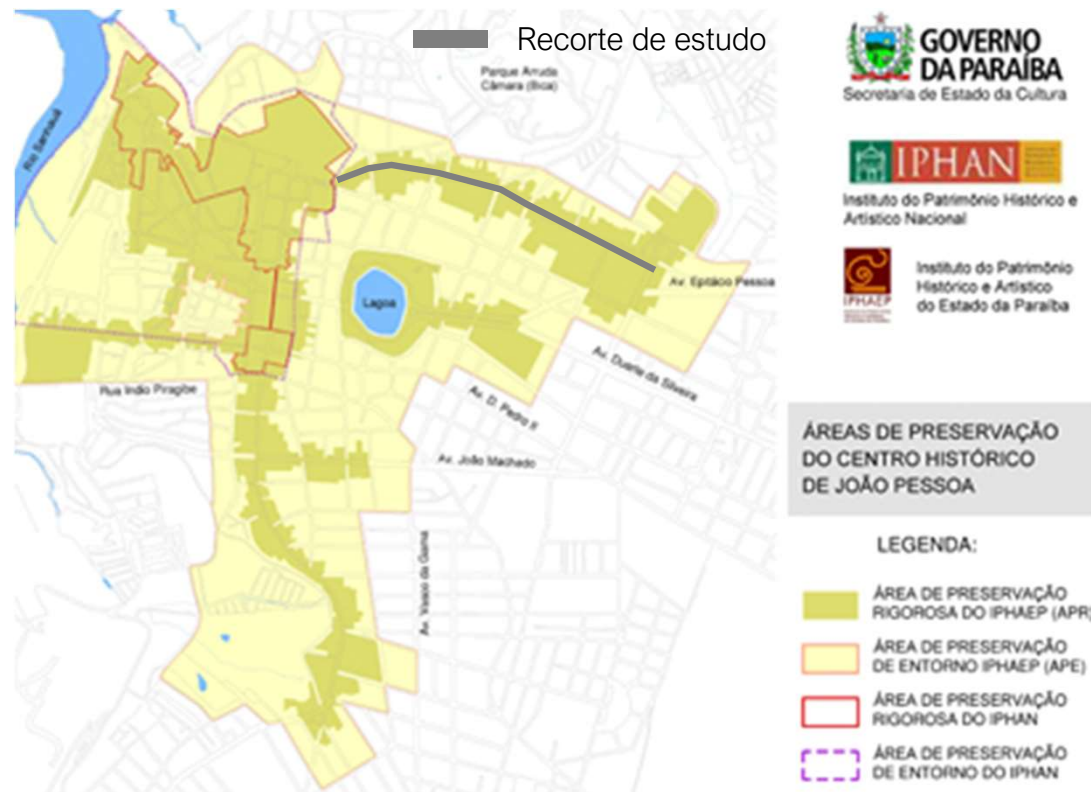 Recorte de estudo
Parque Arruda
Câmara (Bica)
Rio Sanhauá
Lagoa
Av. Epitácio Pessoa
Av. Duarte da Silveira
Av. D. Pedro II
Rua Indio Piragibe
Av. João Machado
Av. Vasco da Gama
GOVERNO
DA PARAÍBA
Secretaria de Estado da Cultura
IPHAN
Instituto do Patrimônio Histórico e
Artístico Nacional
IPHAEP
Instituto do Patrimônio
Histórico e Artístico
do Estado da Paraíba
ÁREAS DE PRESERVAÇÃO
DO CENTRO HISTÓRICO
DE JOÃO PESSOA
LEGENDA:
ÁREA DE PRESERVAÇÃO
RIGOROSA DO IPHAEP (APR)
ÁREA DE PRESERVAÇÃO
DE ENTORNO IPHAEP (APE)
ÁREA DE PRESERVAÇÃO
RIGOROSA DO IPHAN
ÁREA DE PRESERVAÇÃO
DE ENTORNO DO IPHAN